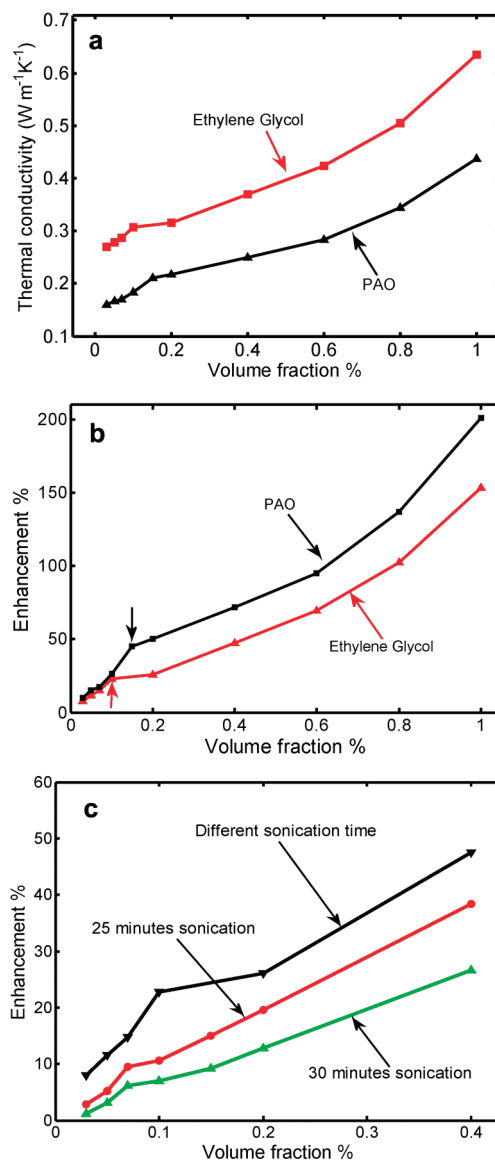 a
0.7
0.6
0.5
0.4
0.3
0.2
0.1
Thermal conductivity (W m⁻¹K⁻¹)
Ethylene Glycol
PAO
0
0.2
0.4
0.6
0.8
1
Volume fraction %
b
200
150
100
50
0
Enhancement %
PAO
Ethylene Glycol
0
0.2
0.4
0.6
0.8
1
Volume fraction %
c
60
50
40
30
20
10
0
Enhancement %
Different sonication time
25 minutes sonication
30 minutes sonication
0
0.1
0.2
0.3
0.4
Volume fraction %